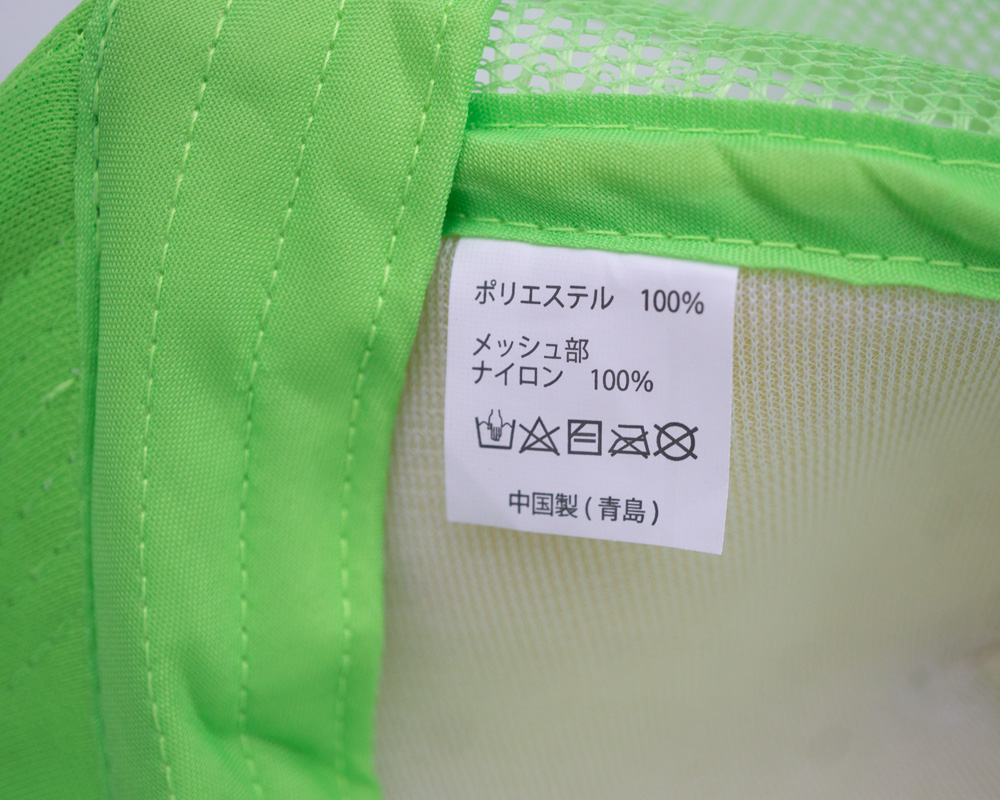 ポリエステル 100%
メッシュ部
ナイロン 100%
中国製 ( 青島 )